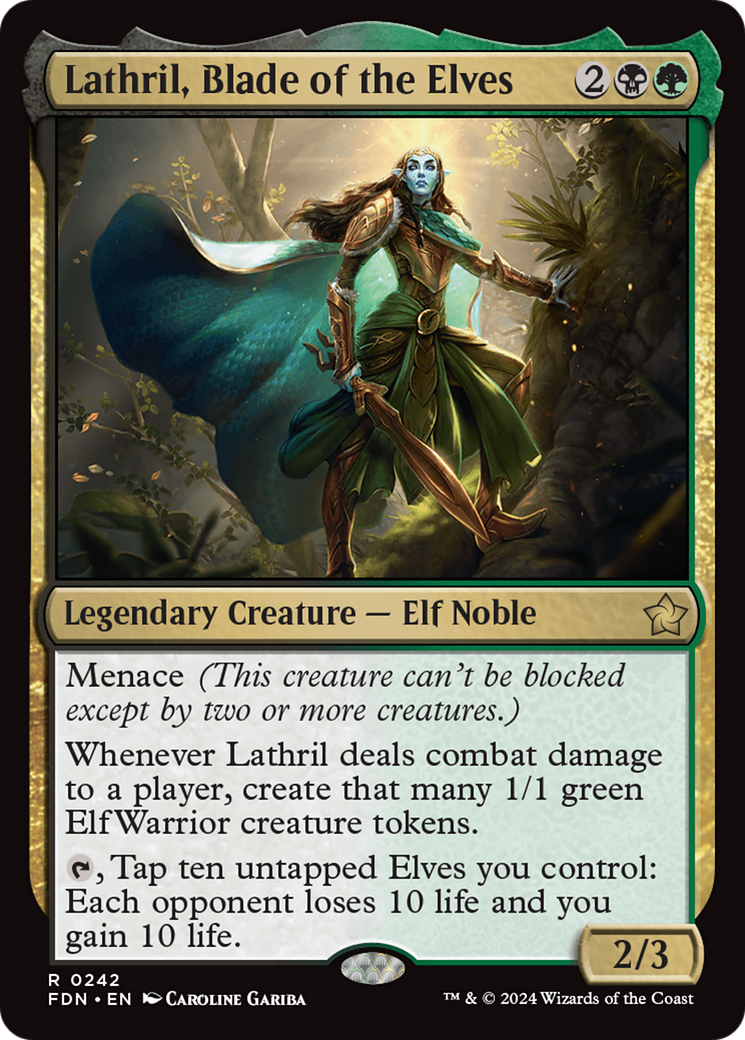 Lathril, Blade of the Elves 2
Legendary Creature — Elf Noble
Menace (This creature can't be blocked
except by two or more creatures.)
Whenever Lathril deals combat damage
to a player, create that many 1/1 green
Elf Warrior creature tokens.
, Tap ten untapped Elves you control:
Each opponent loses 10 life and you
gain 10 life.
2/3
R 0242
FDN • EN CAROLINE GARIBA
™ & © 2024 Wizards of the Coast